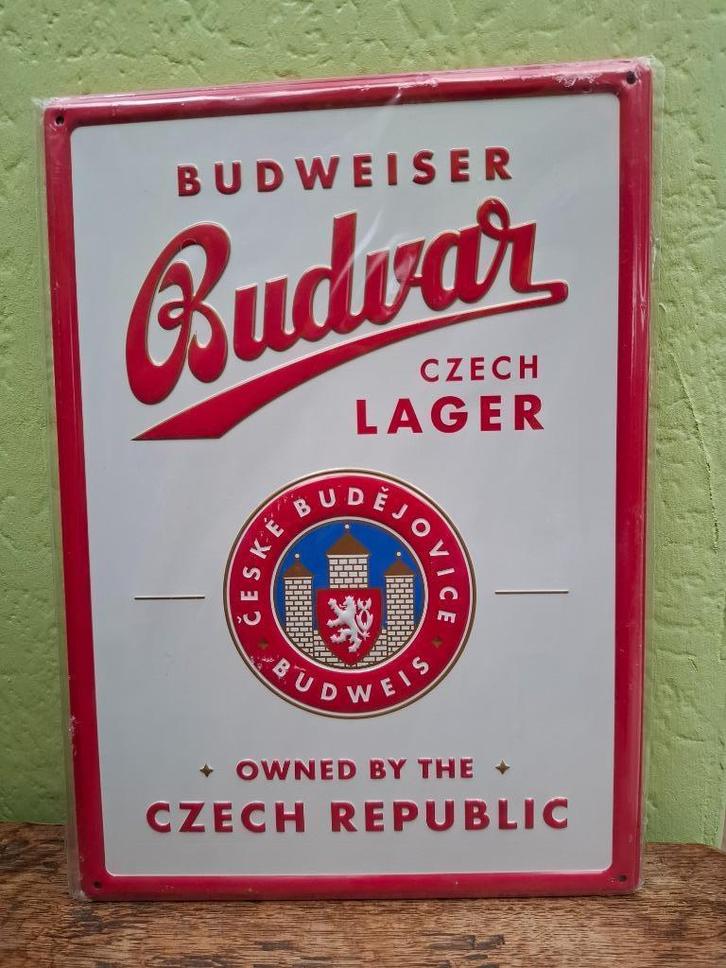 BUDWEISER
Budvar
CZECH
LAGER
ČESKÉ BUDĚJOVICE
BUDWEIS
OWNED BY THE
CZECH REPUBLIC